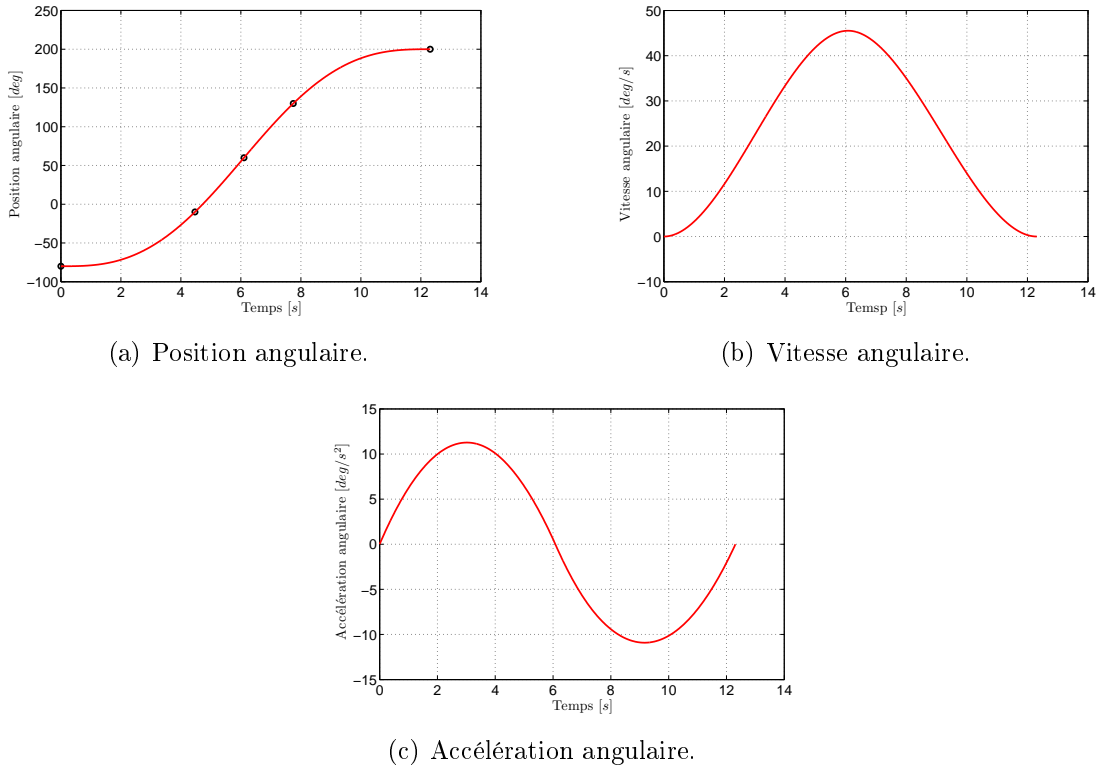 250
200
150
100
50
0
−50
−100
0 2 4 6 8 10 12 14
Position angulaire [deg]
Temps [s]
(a) Position angulaire.
50
40
30
20
10
0
−10
0 2 4 6 8 10 12 14
Vitesse angulaire [deg/s]
Temsp [s]
(b) Vitesse angulaire.
15
10
5
0
−5
−10
−15
0 2 4 6 8 10 12 14
Accélération angulaire [deg/s²]
Temps [s]
(c) Accélération angulaire.